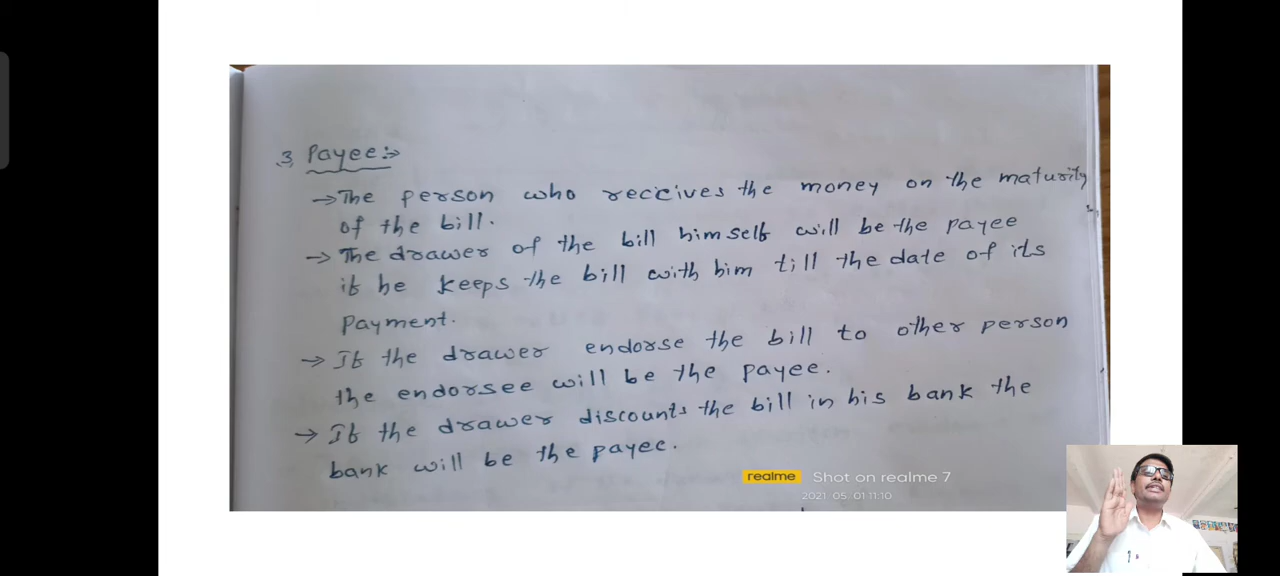 3, Payee:->
→The person who receives the money on the maturity
of the bill.
→ The drawer of the bill himself will be the payee
if he keeps the bill with him till the date of its
Payment.
→ If the drawer endorse the bill to other person
the endorsee will be the payee.
→ If the drawer discounts the bill in his bank the
bank will be the payee.
realme Shot on realme 7
2021/05/01 11:10